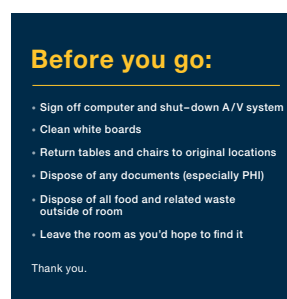 Before you go:
• Sign off computer and shut–down A/V system
• Clean white boards
• Return tables and chairs to original locations
• Dispose of any documents (especially PHI)
• Dispose of all food and related waste
outside of room
• Leave the room as you’d hope to find it
Thank you.